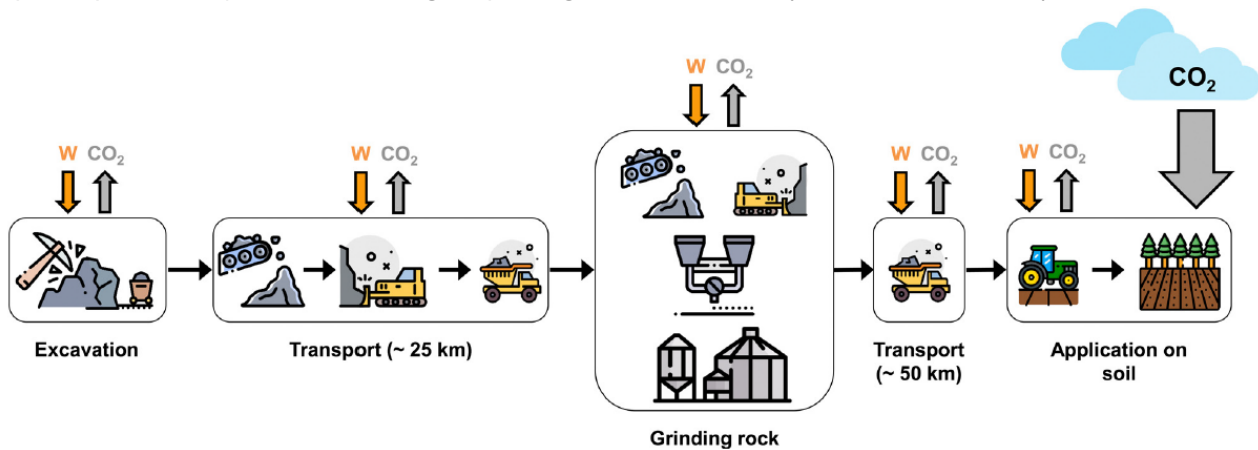 W CO₂
CO₂
W CO₂
W CO₂
W CO₂
W CO₂
Excavation
Transport (~ 25 km)
Transport
(~ 50 km)
Application on
soil
Grinding rock